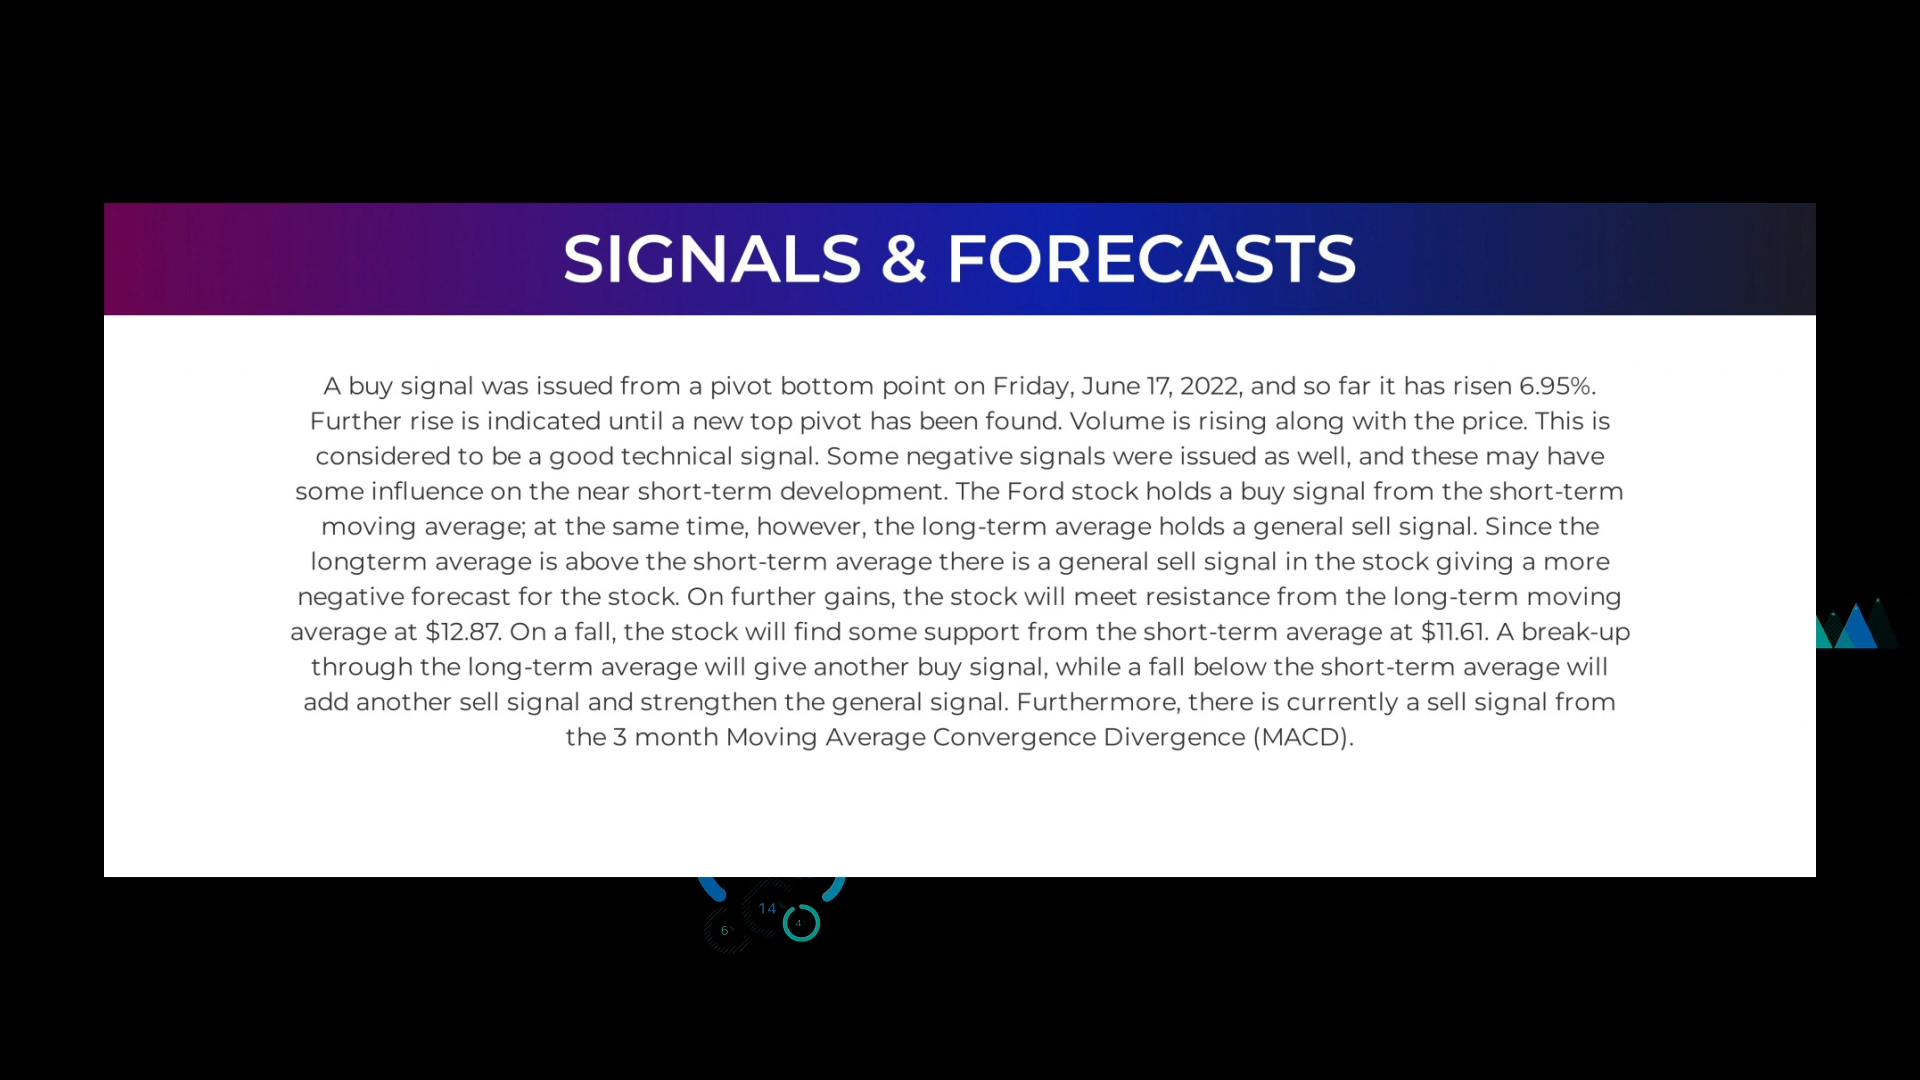 SIGNALS & FORECASTS
A buy signal was issued from a pivot bottom point on Friday, June 17, 2022, and so far it has risen 6.95%.
Further rise is indicated until a new top pivot has been found. Volume is rising along with the price. This is
considered to be a good technical signal. Some negative signals were issued as well, and these may have
some influence on the near short-term development. The Ford stock holds a buy signal from the short-term
moving average; at the same time, however, the long-term average holds a general sell signal. Since the
longterm average is above the short-term average there is a general sell signal in the stock giving a more
negative forecast for the stock. On further gains, the stock will meet resistance from the long-term moving
average at $12.87. On a fall, the stock will find some support from the short-term average at $11.61. A break-up
through the long-term average will give another buy signal, while a fall below the short-term average will
add another sell signal and strengthen the general signal. Furthermore, there is currently a sell signal from
the 3 month Moving Average Convergence Divergence (MACD).
14
6
4